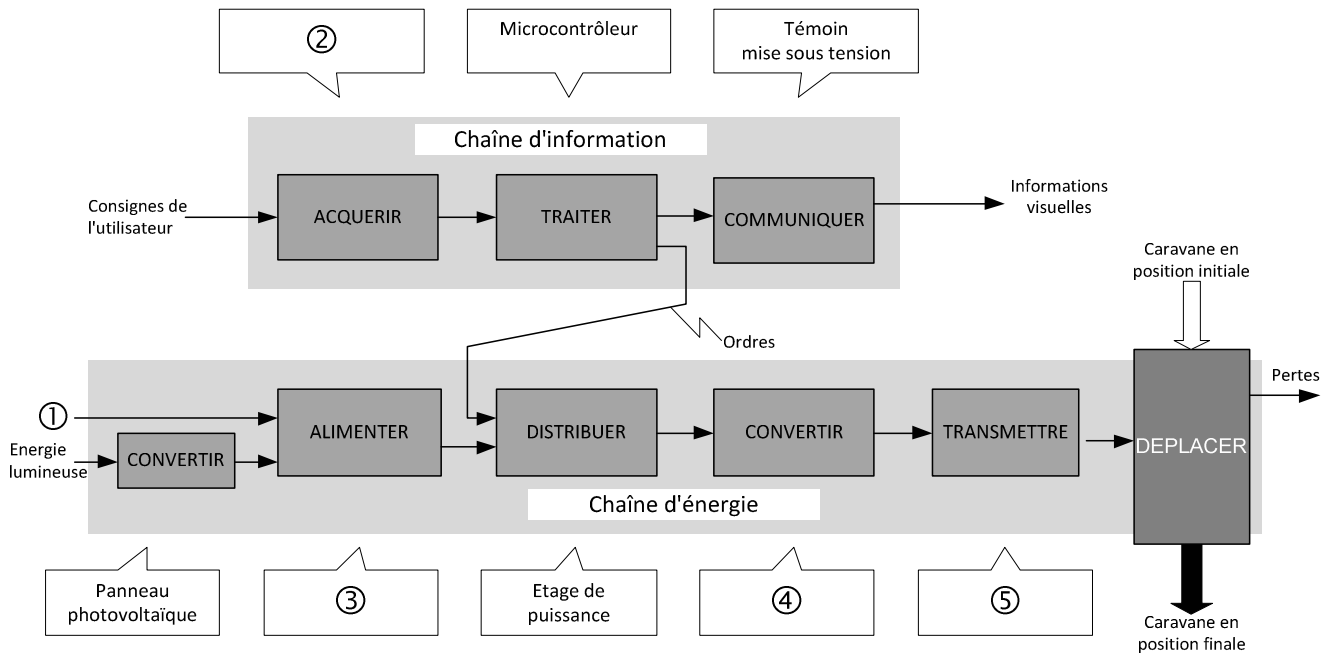 ②
Microcontrôleur
Témoin
mise sous tension
Chaîne d'information
Consignes de
l'utilisateur
ACQUERIR
TRAITER
COMMUNIQUER
Informations
visuelles
Caravane en
position initiale
Ordres
Pertes
①
Energie
lumineuse
CONVERTIR
ALIMENTER
DISTRIBUER
CONVERTIR
TRANSMETTRE
DEPLACER
Chaîne d'énergie
Panneau
photovoltaïque
③
Etage de
puissance
④
⑤
Caravane en
position finale